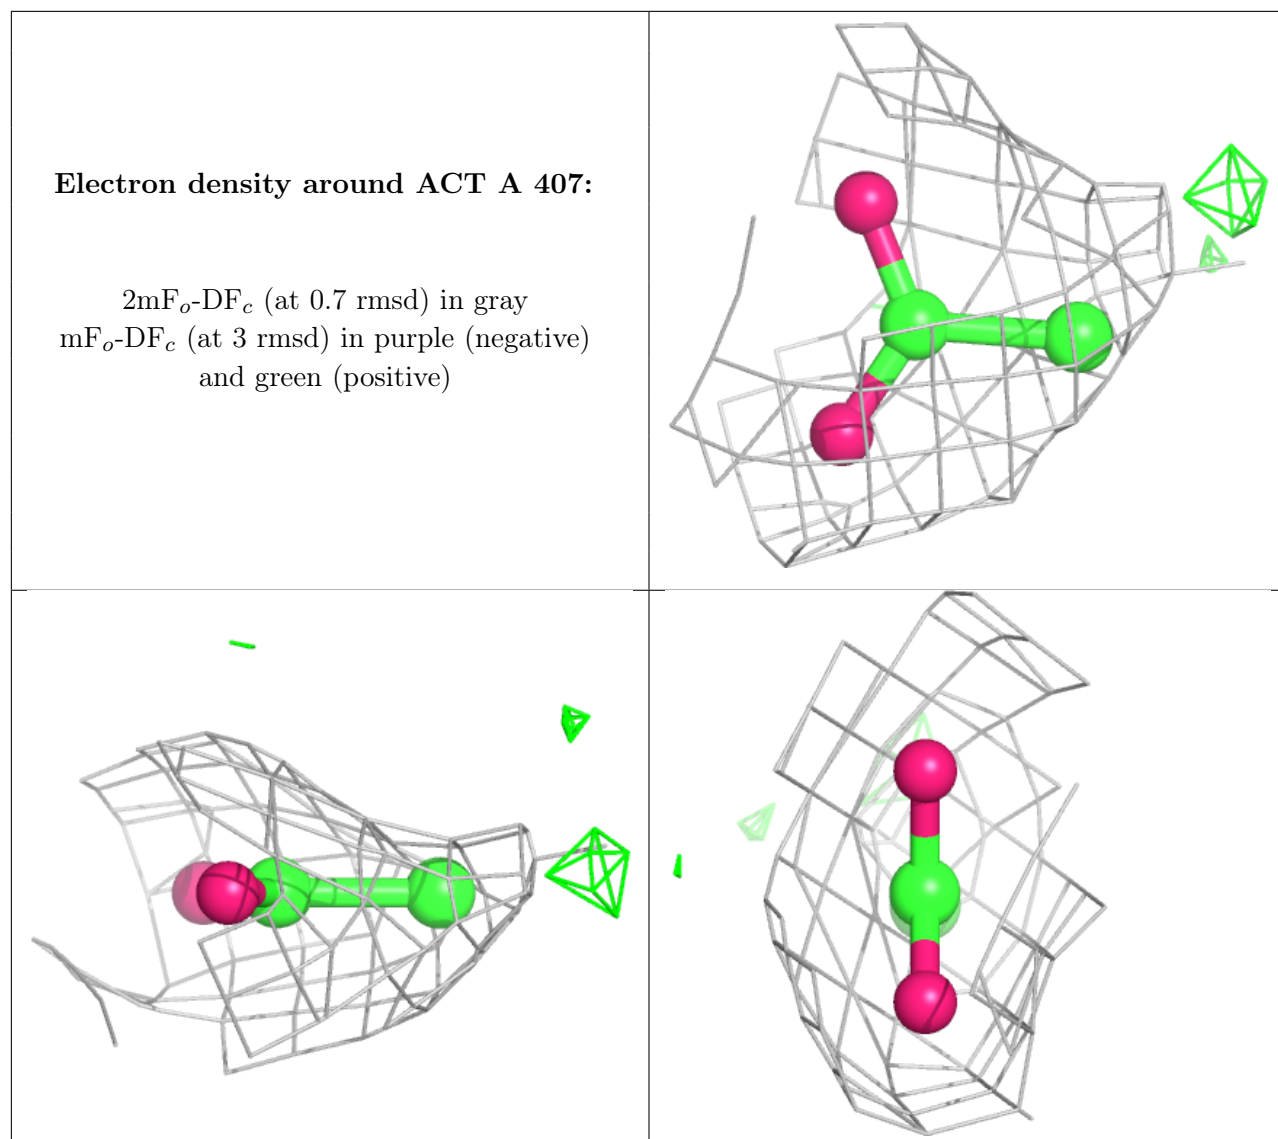 Electron density around ACT A 407:
2mFₒ-DF𝒸 (at 0.7 rmsd) in gray
mFₒ-DF𝒸 (at 3 rmsd) in purple (negative)
and green (positive)